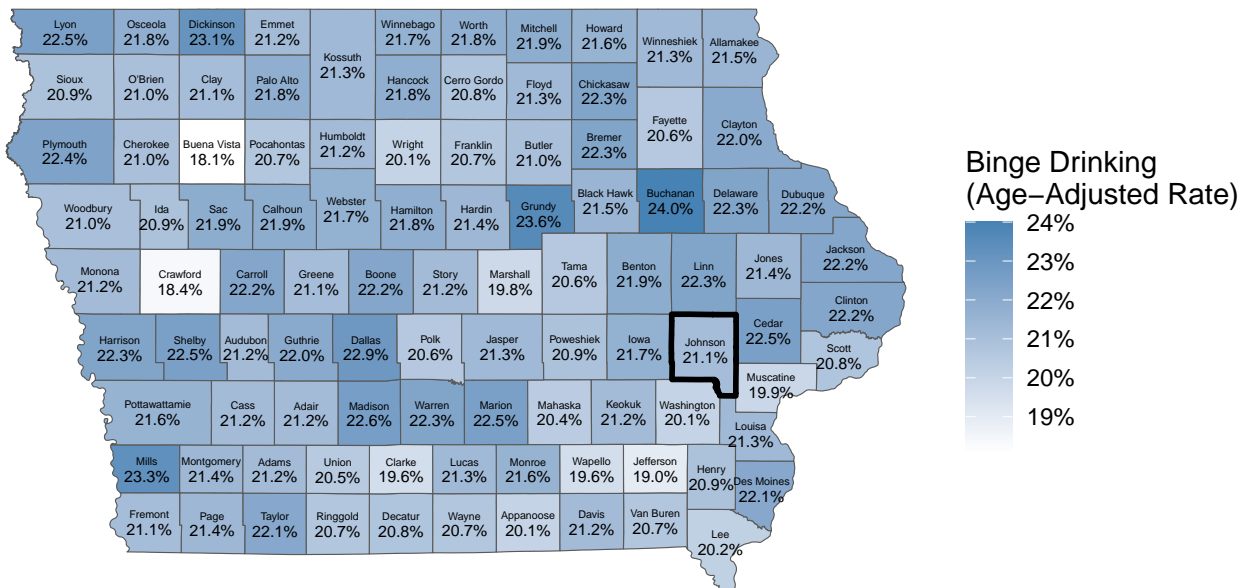 Lyon
22.5%
Osceola
21.8%
Dickinson
23.1%
Emmet
21.2%
Kossuth
21.3%
Winnebago
21.7%
Worth
21.8%
Mitchell
21.9%
Howard
21.6%
Winneshiek
21.3%
Allamakee
21.5%
Sioux
20.9%
O'Brien
21.0%
Clay
21.1%
Palo Alto
21.8%
Hancock
21.8%
Cerro Gordo
20.8%
Floyd
21.3%
Chickasaw
22.3%
Fayette
20.6%
Clayton
22.0%
Plymouth
22.4%
Cherokee
21.0%
Buena Vista
18.1%
Pocahontas
20.7%
Humboldt
21.2%
Wright
20.1%
Franklin
20.7%
Butler
21.0%
Bremer
22.3%
Woodbury
21.0%
Ida
20.9%
Sac
21.9%
Calhoun
21.9%
Webster
21.7%
Hamilton
21.8%
Hardin
21.4%
Grundy
23.6%
Black Hawk
21.5%
Buchanan
24.0%
Delaware
22.3%
Dubuque
22.2%
Monona
21.2%
Crawford
18.4%
Carroll
22.2%
Greene
21.1%
Boone
22.2%
Story
21.2%
Marshall
19.8%
Tama
20.6%
Benton
21.9%
Linn
22.3%
Jones
21.4%
Jackson
22.2%
Clinton
22.2%
Harrison
22.3%
Shelby
22.5%
Audubon
21.2%
Guthrie
22.0%
Dallas
22.9%
Polk
20.6%
Jasper
21.3%
Poweshiek
20.9%
Iowa
21.7%
Johnson
21.1%
Cedar
22.5%
Scott
20.8%
Muscatine
19.9%
Pottawattamie
21.6%
Cass
21.2%
Adair
21.2%
Madison
22.6%
Warren
22.3%
Marion
22.5%
Mahaska
20.4%
Keokuk
21.2%
Washington
20.1%
Louisa
21.3%
Mills
23.3%
Montgomery
21.4%
Adams
21.2%
Union
20.5%
Clarke
19.6%
Lucas
21.3%
Monroe
21.6%
Wapello
19.6%
Jefferson
19.0%
Henry
20.9%
Des Moines
22.1%
Fremont
21.1%
Page
21.4%
Taylor
22.1%
Ringgold
20.7%
Decatur
20.8%
Wayne
20.7%
Appanoose
20.1%
Davis
21.2%
Van Buren
20.7%
Lee
20.2%
Binge Drinking
(Age−Adjusted Rate)
24%
23%
22%
21%
20%
19%